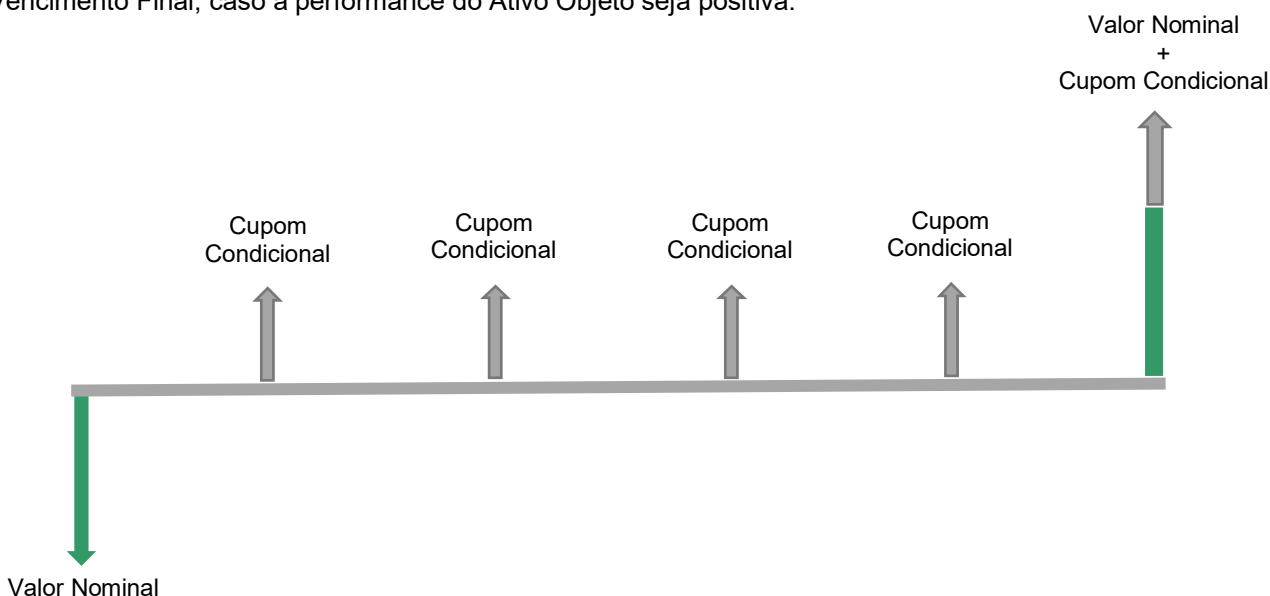 Vencimento Final, caso a performance do Ativo Objeto seja positiva.
Valor Nominal
+
Cupom Condicional
Cupom
Condicional
Cupom
Condicional
Cupom
Condicional
Cupom
Condicional
Valor Nominal